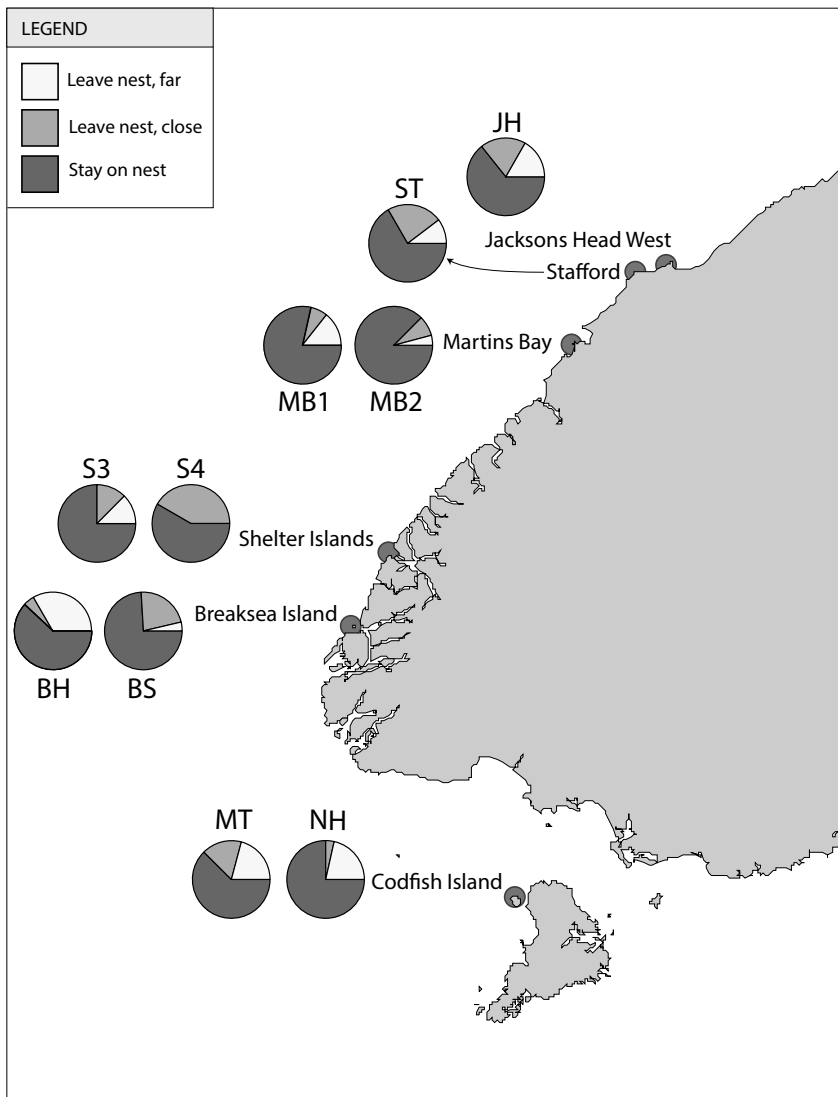 LEGEND
Leave nest, far
Leave nest, close
Stay on nest
JH
ST
Jacksons Head West
Stafford
Martins Bay
MB1 MB2
S3 S4
Shelter Islands
Breaksea Island
BH BS
MT NH
Codfish Island